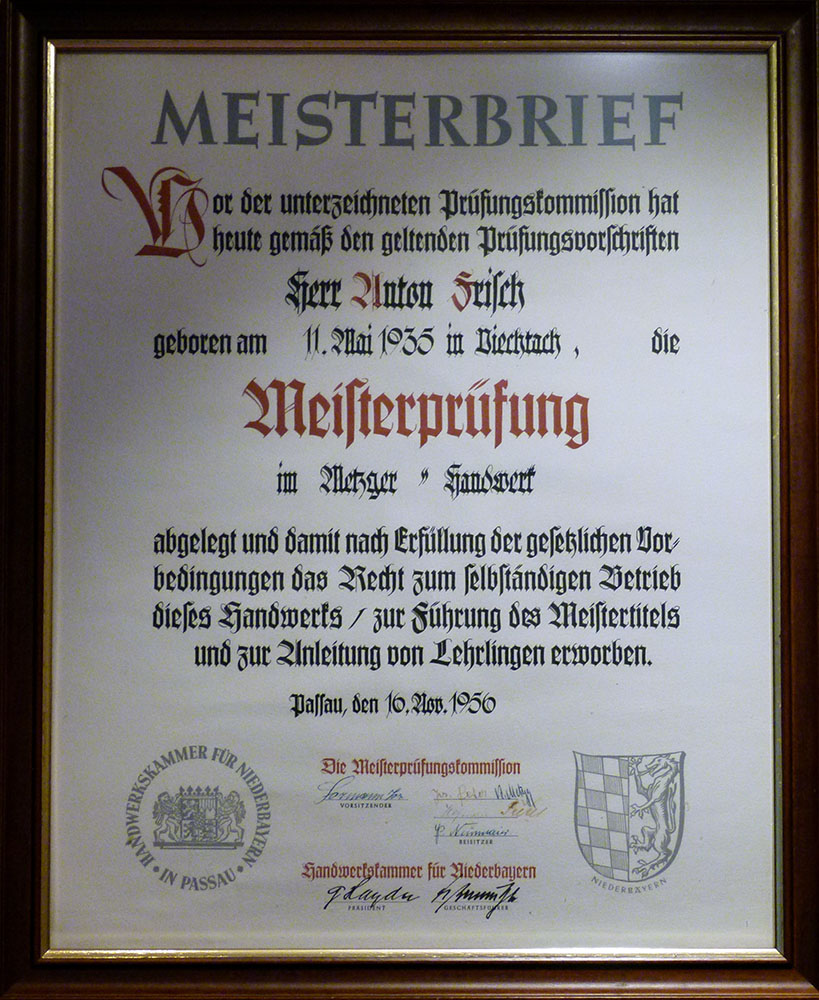 MEISTERBRIEF
Vor der unterzeichneten Prüfungskommission hat
heute gemäß den geltenden Prüfungsvorschriften
Herr Anton Frisch
geboren am 11. Mai 1935 in Viechtach, die
Meisterprüfung
im Metzger " Handwerk
abgelegt und damit nach Erfüllung der gesetzlichen Vor-
bedingungen das Recht zum selbständigen Betrieb
dieses Handwerks / zur Führung des Meistertitels
und zur Anleitung von Lehrlingen erworben.
Passau, den 16. Nov. 1956
HANDWERKSKAMMER FÜR NIEDERBAYERN
• IN PASSAU •
Die Meisterprüfungskommission
VORSITZENDER
BEISITZER
Handwerkskammer für Niederbayern
PRÄSIDENT GESCHÄFTSFÜHRER
NIEDERBAYERN